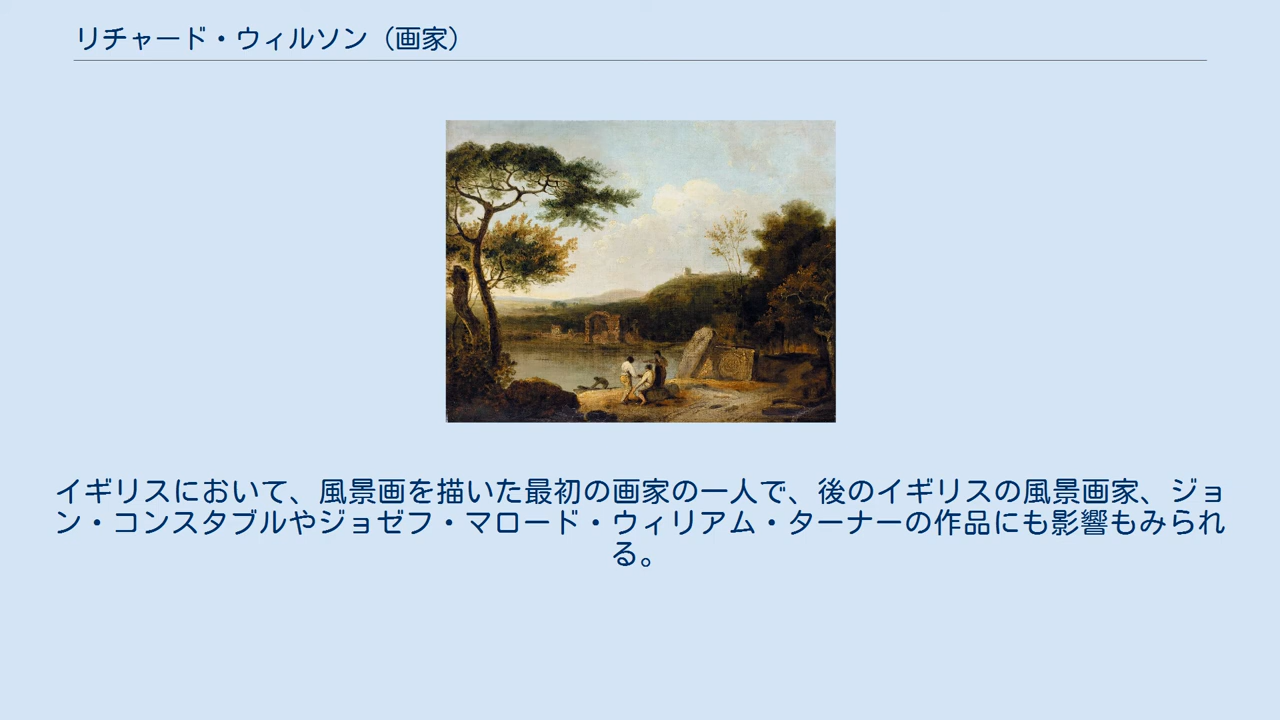 リチャード・ウィルソン（画家）
イギリスにおいて、風景画を描いた最初の画家の一人で、後のイギリスの風景画家、ジョ
ン・コンスタブルやジョゼフ・マロード・ウィリアム・ターナーの作品にも影響もみられ
る。